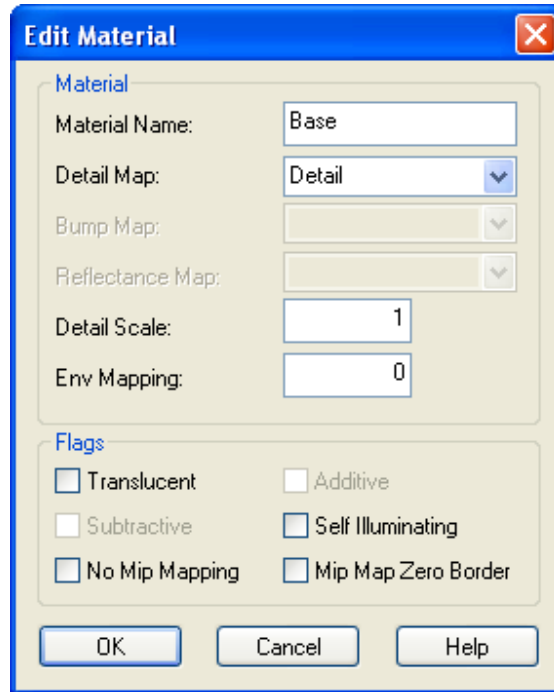 Edit Material
Material
Material Name: Base
Detail Map: Detail
Bump Map:
Reflectance Map:
Detail Scale: 1
Env Mapping: 0
Flags
Translucent Additive
Subtractive Self Illuminating
No Mip Mapping Mip Map Zero Border
OK Cancel Help